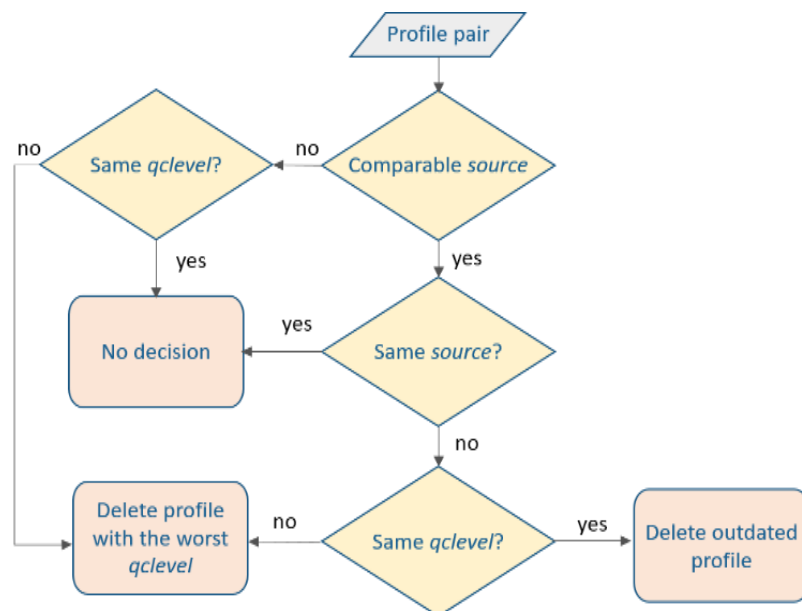 Profile pair
no
Same qclevel?
no
Comparable source
yes
yes
No decision
yes
Same source?
no
Delete profile
with the worst
qclevel
no
Same qclevel?
yes
Delete outdated
profile